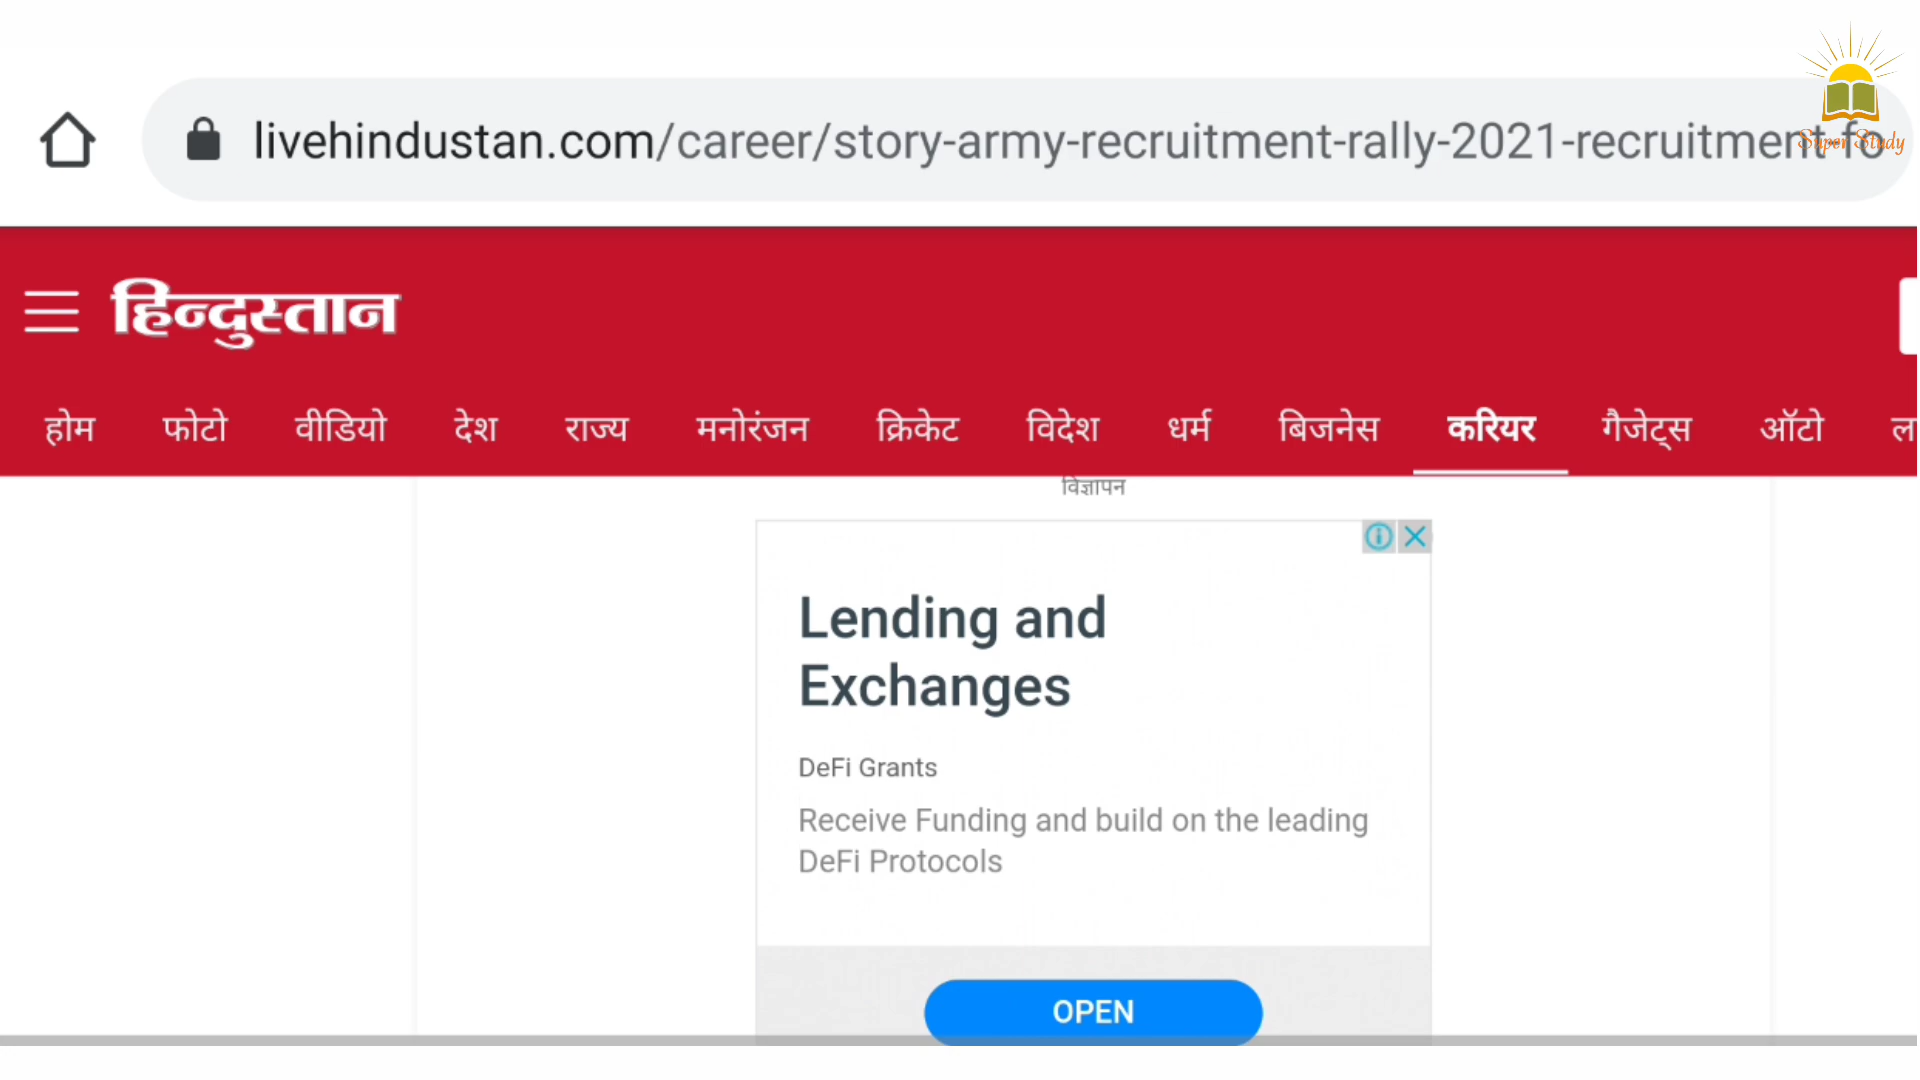 livehindustan.com/career/story-army-recruitment-rally-2021-recruitment-fo
Super Study
हिन्दुस्तान
होम फोटो वीडियो देश राज्य मनोरंजन क्रिकेट विदेश धर्म बिजनेस करियर गैजेट्स ऑटो ल
विज्ञापन
Lending and
Exchanges
DeFi Grants
Receive Funding and build on the leading
DeFi Protocols
OPEN